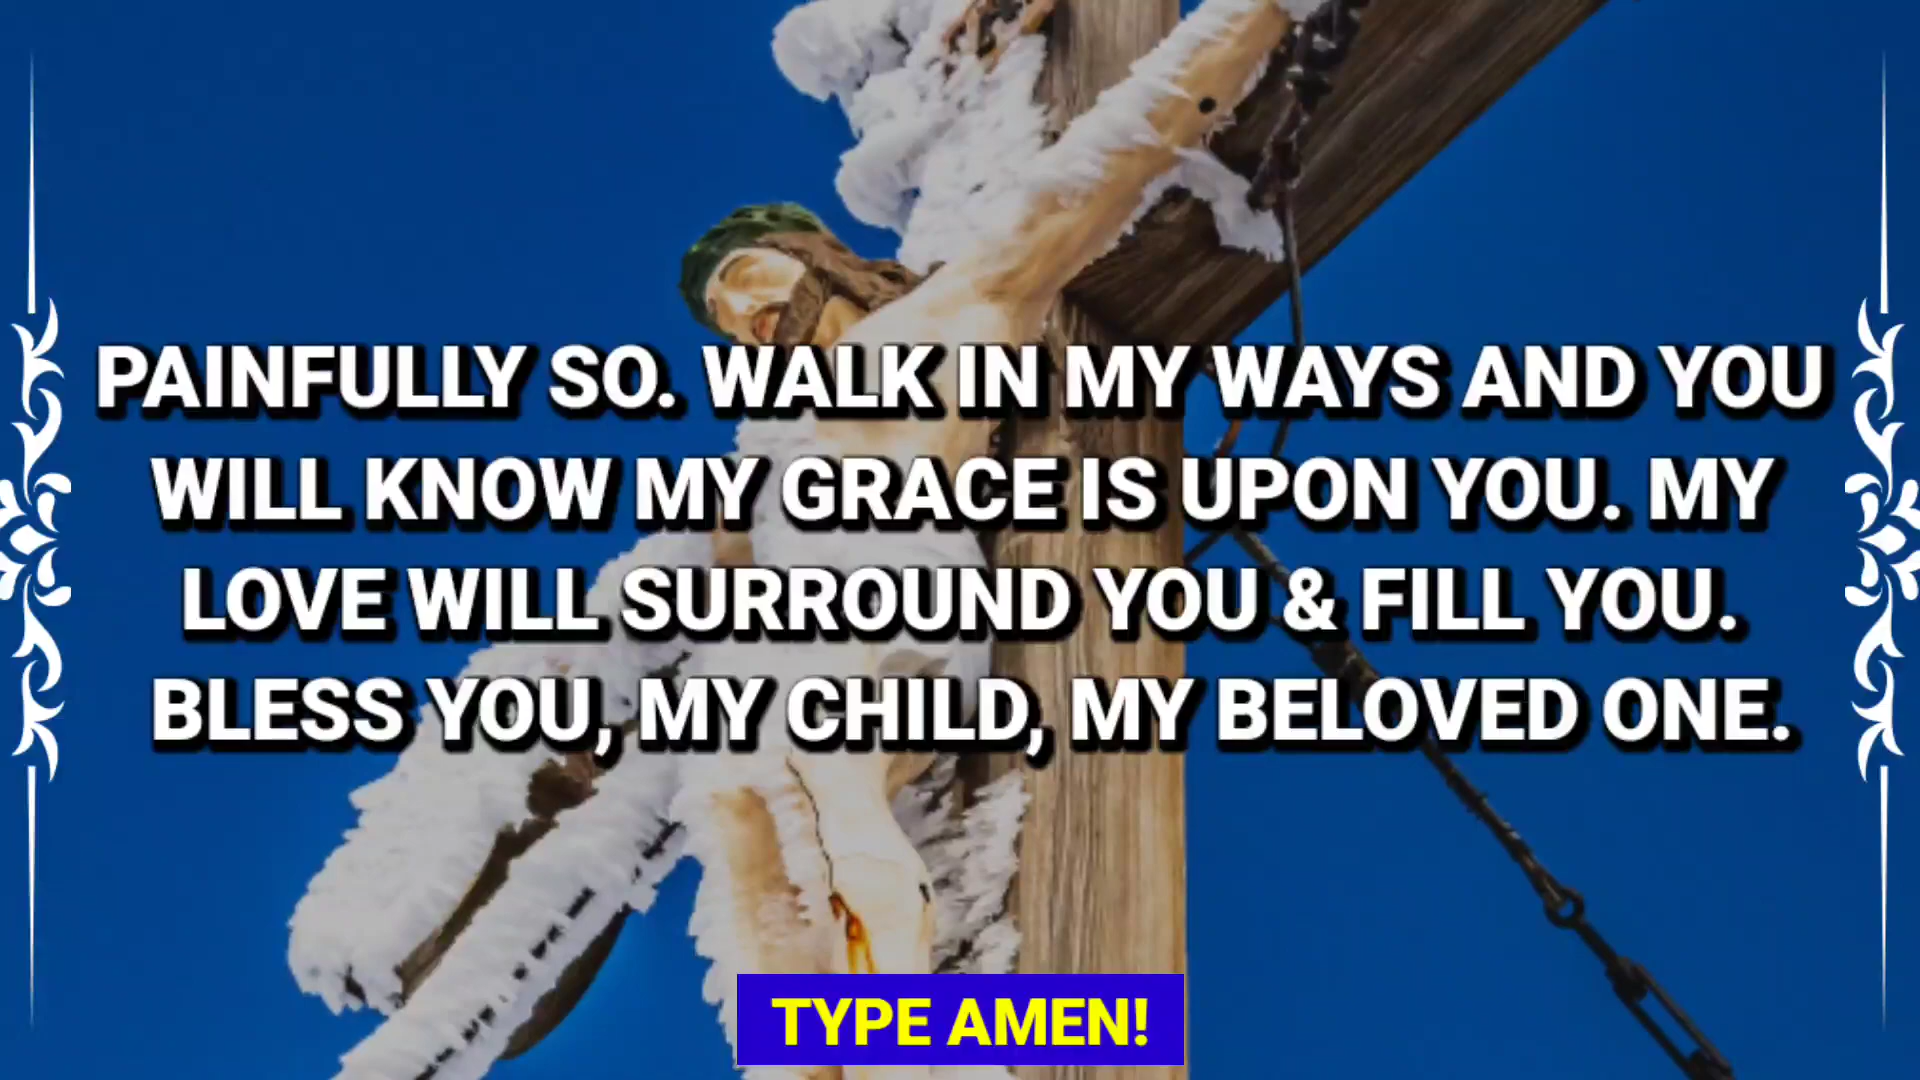 PAINFULLY SO. WALK IN MY WAYS AND YOU
WILL KNOW MY GRACE IS UPON YOU. MY
LOVE WILL SURROUND YOU & FILL YOU.
BLESS YOU, MY CHILD, MY BELOVED ONE.
TYPE AMEN!